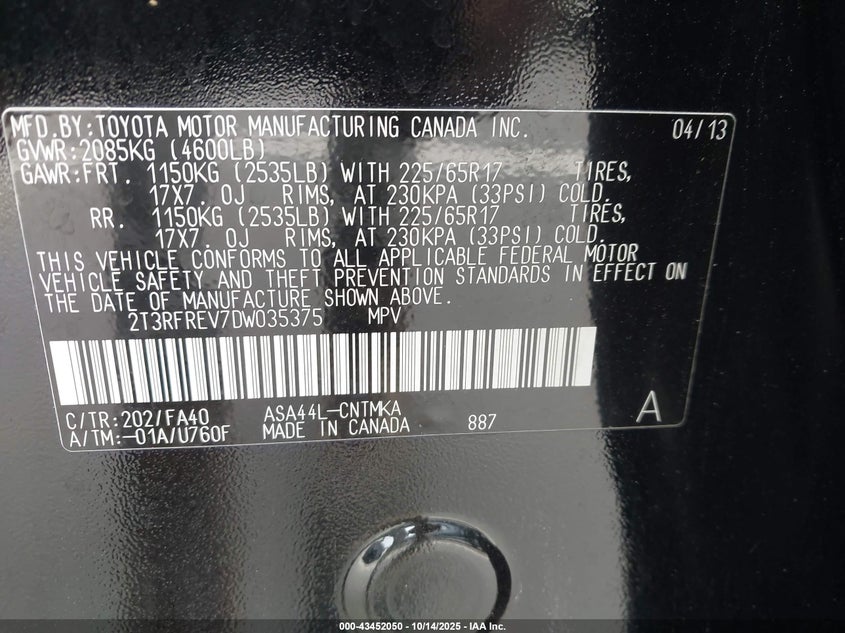 MFD.BY:TOYOTA MOTOR MANUFACTURING CANADA INC. 04/13
GVWR:2085KG (4600LB)
GAWR:FRT. 1150KG (2535LB) WITH 225/65R17 TIRES,
17X7.0J RIMS, AT 230KPA (33PSI) COLD.
RR. 1150KG (2535LB) WITH 225/65R17 TIRES,
17X7.0J RIMS, AT 230KPA (33PSI) COLD.
THIS VEHICLE CONFORMS TO ALL APPLICABLE FEDERAL MOTOR
VEHICLE SAFETY AND THEFT PREVENTION STANDARDS IN EFFECT ON
THE DATE OF MANUFACTURE SHOWN ABOVE.
2T3RFREV7DW035375 MPV
C/TR:202/FA40 ASA44L-CNTMKA
A/TM:-01A/U760F MADE IN CANADA 887 A
000-43452050 - 10/14/2025 - IAA Inc.